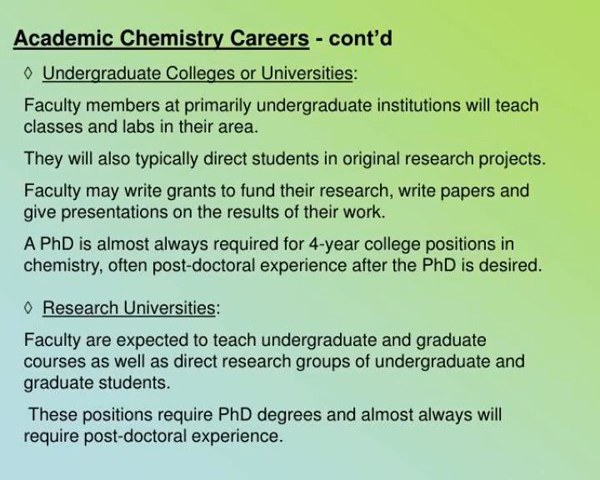 Academic Chemistry Careers - cont’d
◊ Undergraduate Colleges or Universities:
Faculty members at primarily undergraduate institutions will teach
classes and labs in their area.
They will also typically direct students in original research projects.
Faculty may write grants to fund their research, write papers and
give presentations on the results of their work.
A PhD is almost always required for 4-year college positions in
chemistry, often post-doctoral experience after the PhD is desired.
◊ Research Universities:
Faculty are expected to teach undergraduate and graduate
courses as well as direct research groups of undergraduate and
graduate students.
These positions require PhD degrees and almost always will
require post-doctoral experience.